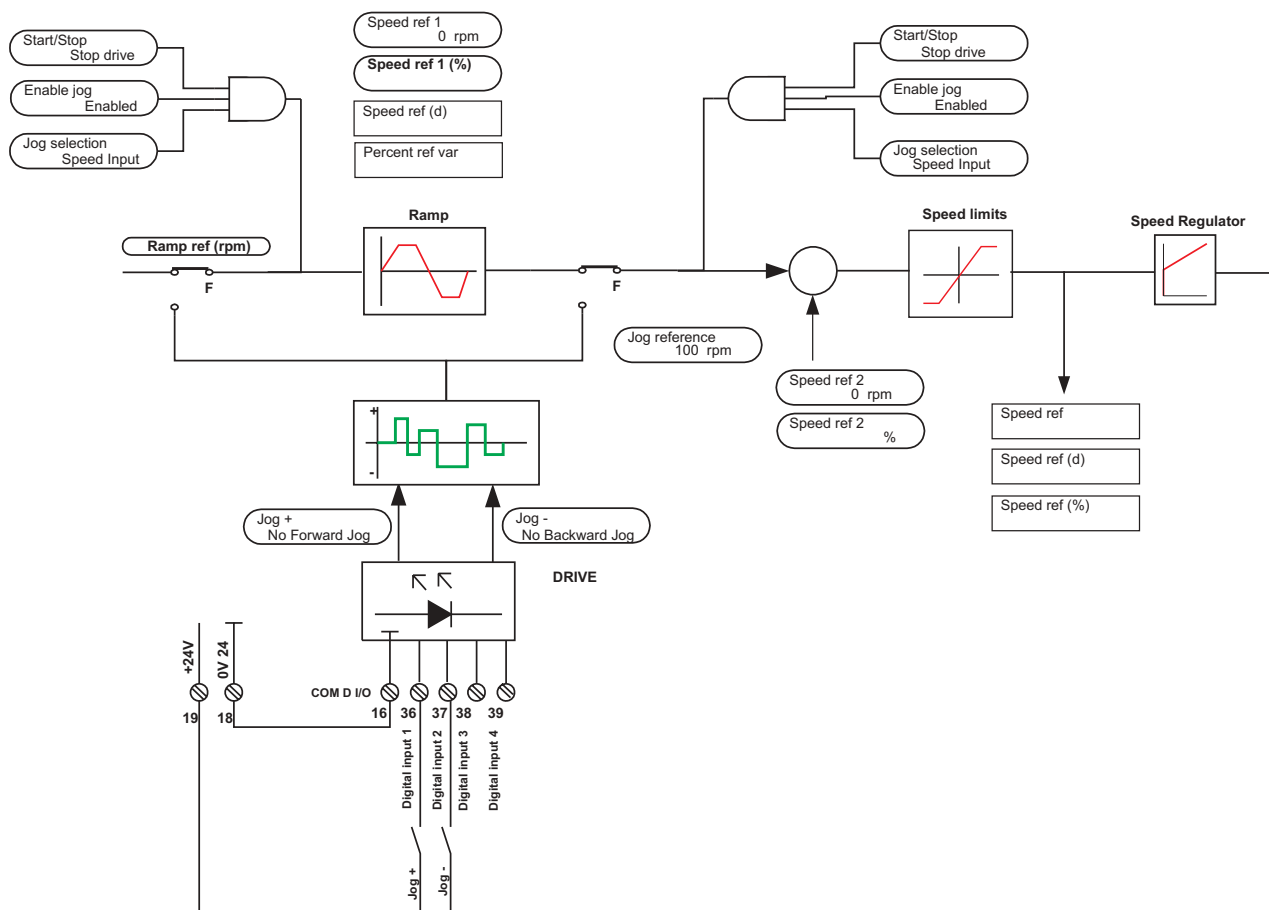 Start/Stop
Stop drive
Enable jog
Enabled
Jog selection
Speed Input
Speed ref 1
0 rpm
Speed ref 1 (%)
Speed ref (d)
Percent ref var
Start/Stop
Stop drive
Enable jog
Enabled
Jog selection
Speed Input
Ramp ref (rpm)
F
Ramp
F
Speed limits
Speed Regulator
Jog reference
100 rpm
Speed ref 2
0 rpm
Speed ref 2
%
Speed ref
Speed ref (d)
Speed ref (%)
+
-
Jog +
No Forward Jog
Jog -
No Backward Jog
DRIVE
+24V
0V 24
COM D I/O
19
18
16
36
37
38
39
Digital input 1
Digital input 2
Digital input 3
Digital input 4
Jog +
Jog -